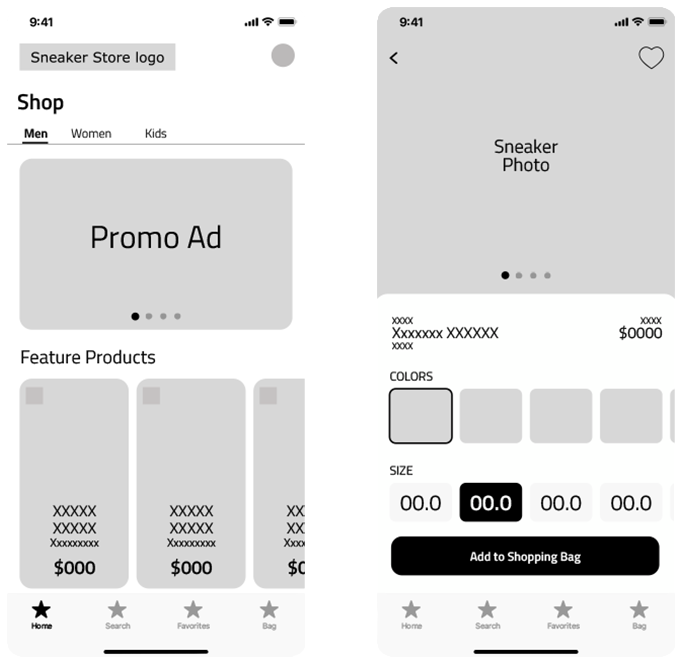 9:41
Sneaker Store logo
Shop
Men Women Kids
Promo Ad
Feature Products
XXXXX
XXXXX
Xxxxxxxxx
$000
XXXXX
XXXXX
Xxxxxxxxx
$000
XX
XX
Xxxx
$0
Home Search Favorites Bag
9:41
Sneaker
Photo
xxxx
Xxxxxxx XXXXXX
xxxx
xxxx
$0000
COLORS
SIZE
00.0 00.0 00.0 00.0
Add to Shopping Bag
Home Search Favorites Bag